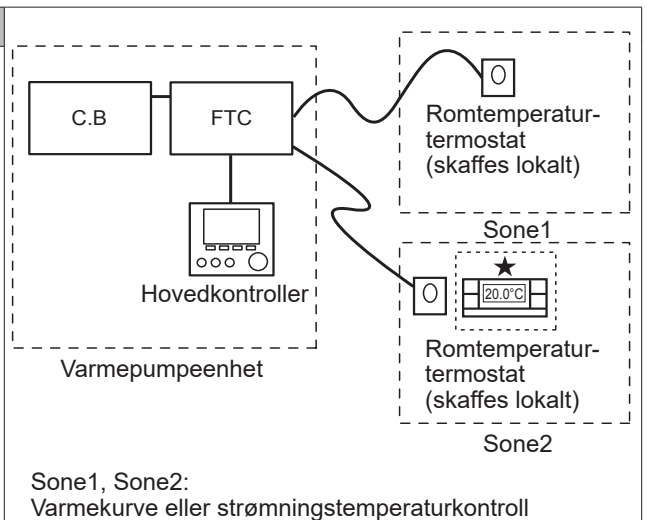 C.B
FTC
Hovedkontroller
Varmepumpeenhet
Romtemperatur-
termostat
(skaffes lokalt)
Sone1
20.0°C
Romtemperatur-
termostat
(skaffes lokalt)
Sone2
Sone1, Sone2:
Varmekurve eller strømningstemperaturkontroll